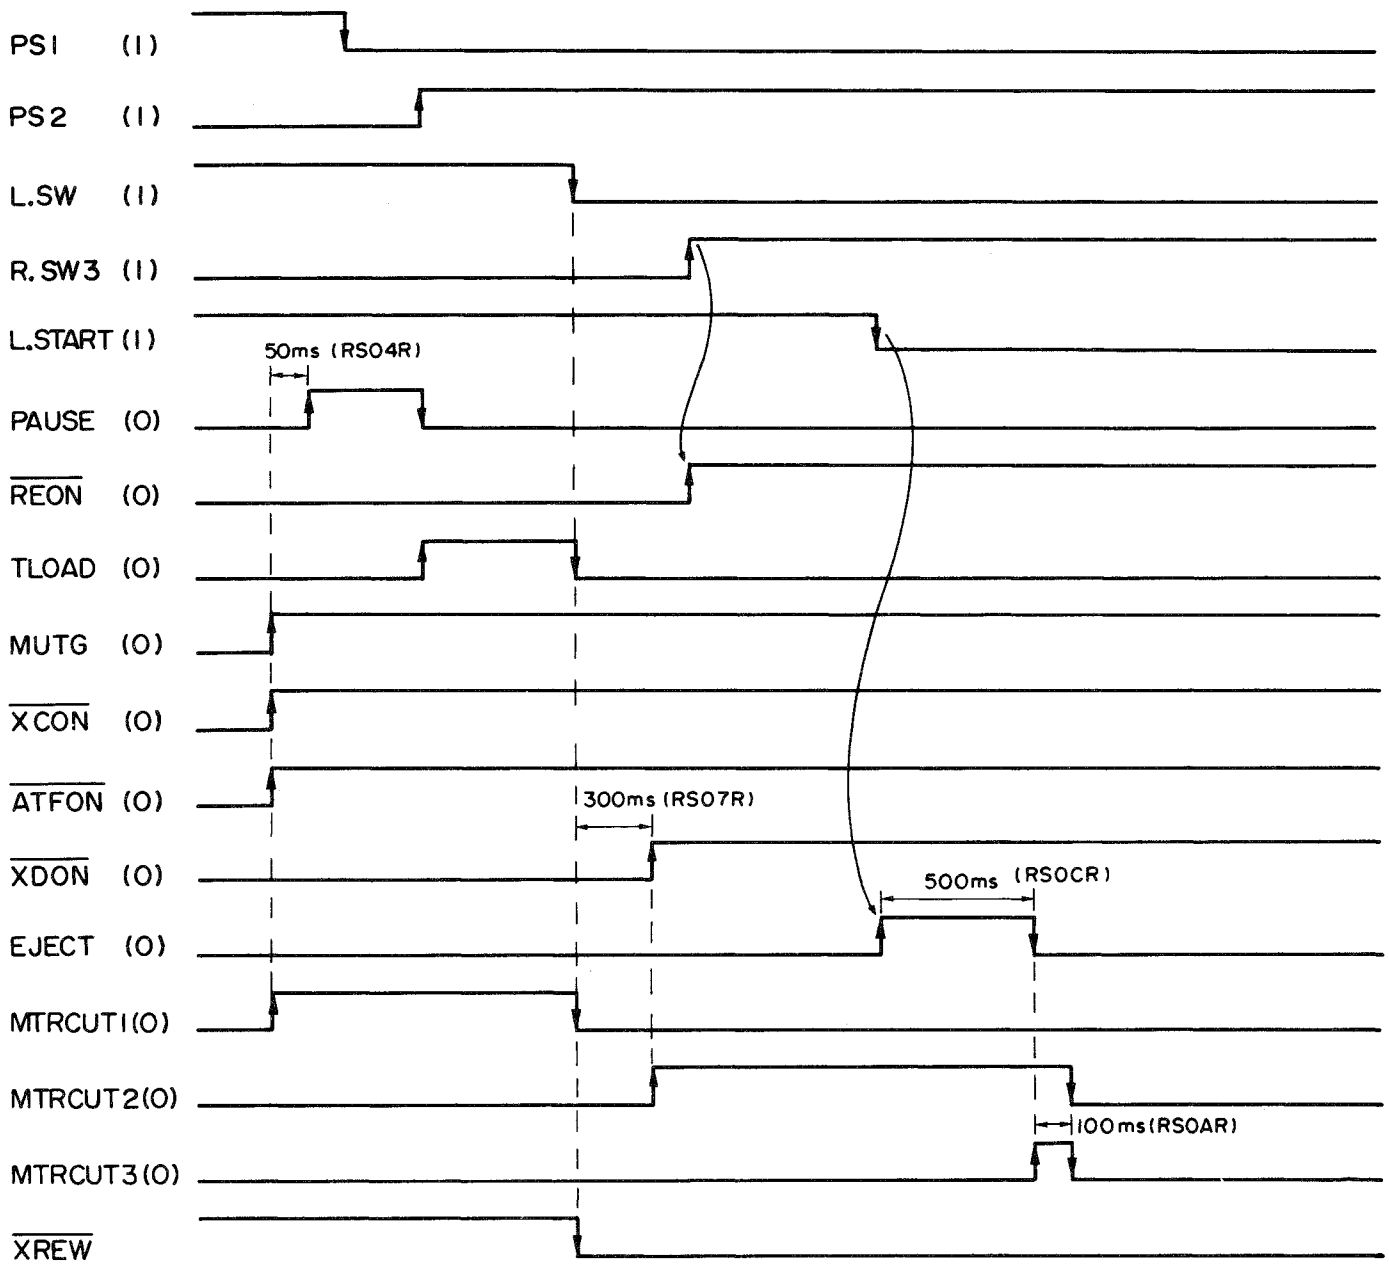 PS1 (1)
PS2 (1)
L.SW (1)
R.SW3 (1)
L.START (1)
50ms (RS04R)
PAUSE (0)
REON (0)
TLOAD (0)
MUTG (0)
XCON (0)
ATFON (0)
300ms (RS07R)
XDON (0)
500ms (RS0CR)
EJECT (0)
MTRCUT1(0)
MTRCUT2(0)
100ms(RS0AR)
MTRCUT3(0)
XREW